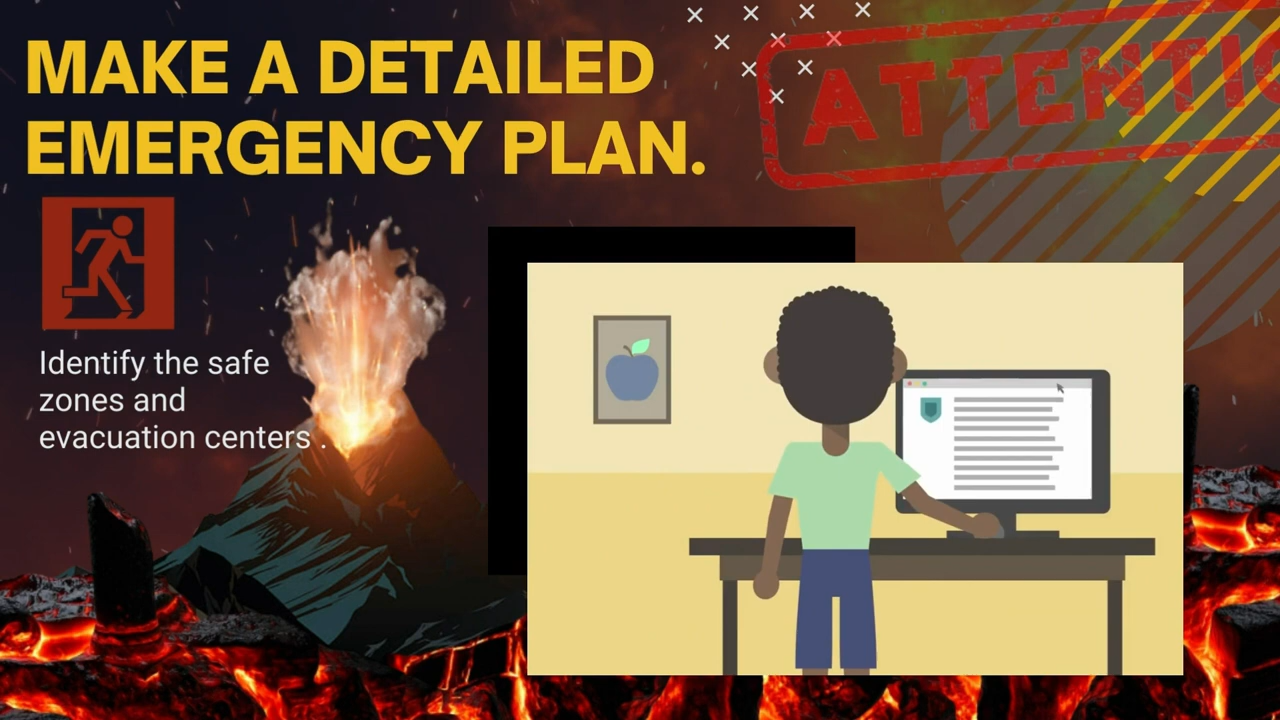 MAKE A DETAILED
EMERGENCY PLAN.
ATTENTIO
Identify the safe
zones and
evacuation centers .